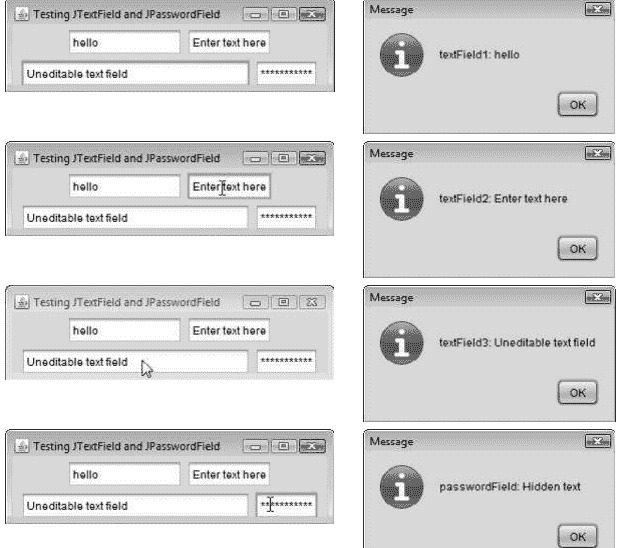 Testing JTextField and JPasswordField
hello
Enter text here
Uneditable text field
***********
Message
textField1: hello
OK
Testing JTextField and JPasswordField
hello
Enter text here
Uneditable text field
***********
Message
textField2: Enter text here
OK
Testing JTextField and JPasswordField
hello
Enter text here
Uneditable text field
***********
Message
textField3: Uneditable text field
OK
Testing JTextField and JPasswordField
hello
Enter text here
Uneditable text field
***********
Message
passwordField: Hidden text
OK